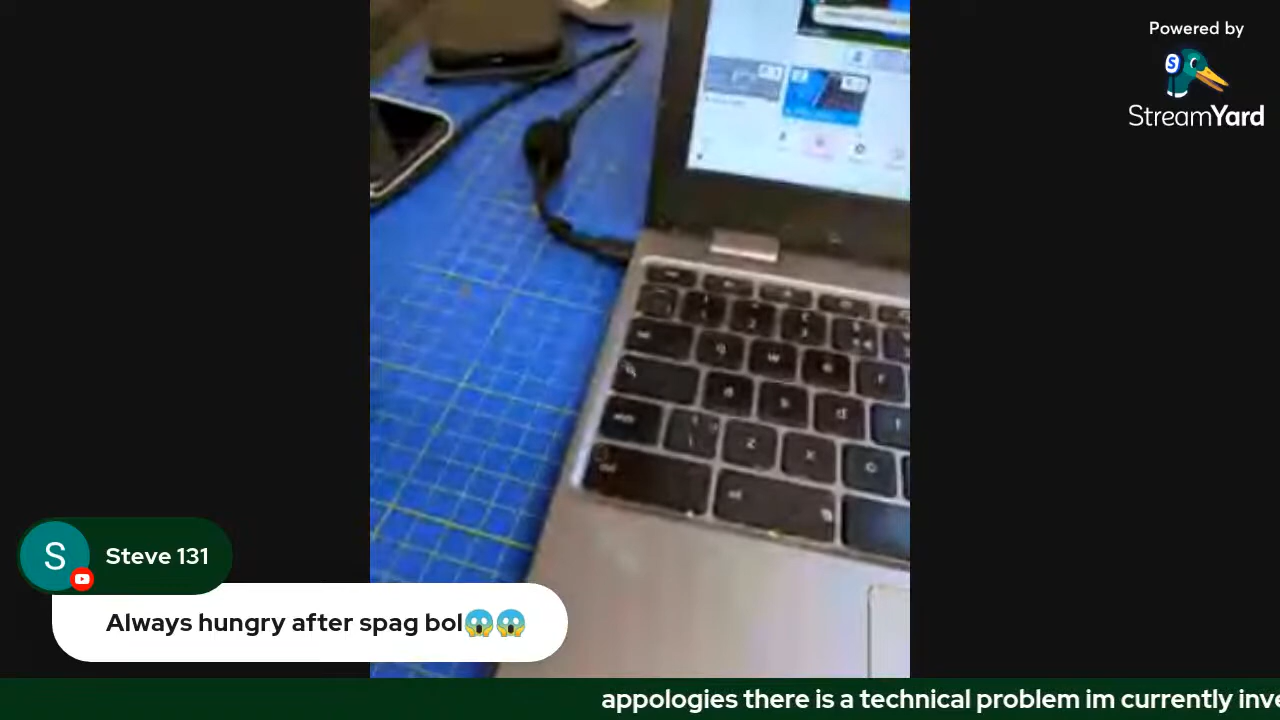 Powered by
StreamYard
S
Steve 131
Always hungry after spag bol😱😱
appologies there is a technical problem im currently inve